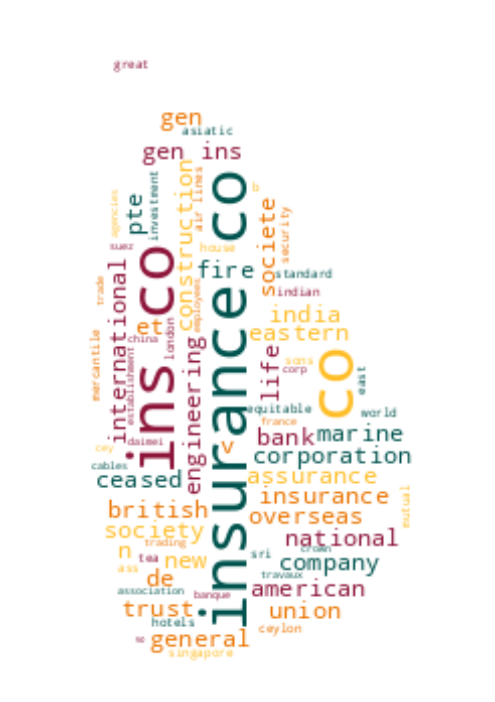 great
gen
asiatic
gen ins
investment
construction
air lines
insurance co
b
agencies
pte
societe
security
suez
house
ins co
fire
standard
international
trade
employees
indian
india
et
london
eastern
china
mercantile
establishment
engineering
life
sons
corp
co
east
equitable
world
france
v
bank
marine
daimei
cey
corporation
cables
ceased
assurance
insurance
mutual
british
overseas
society
national
trading
n
crown
sri
tea
new
company
ass
travaux
de
american
association
banque
trust
union
hotels
ceylon
so
general
singapore